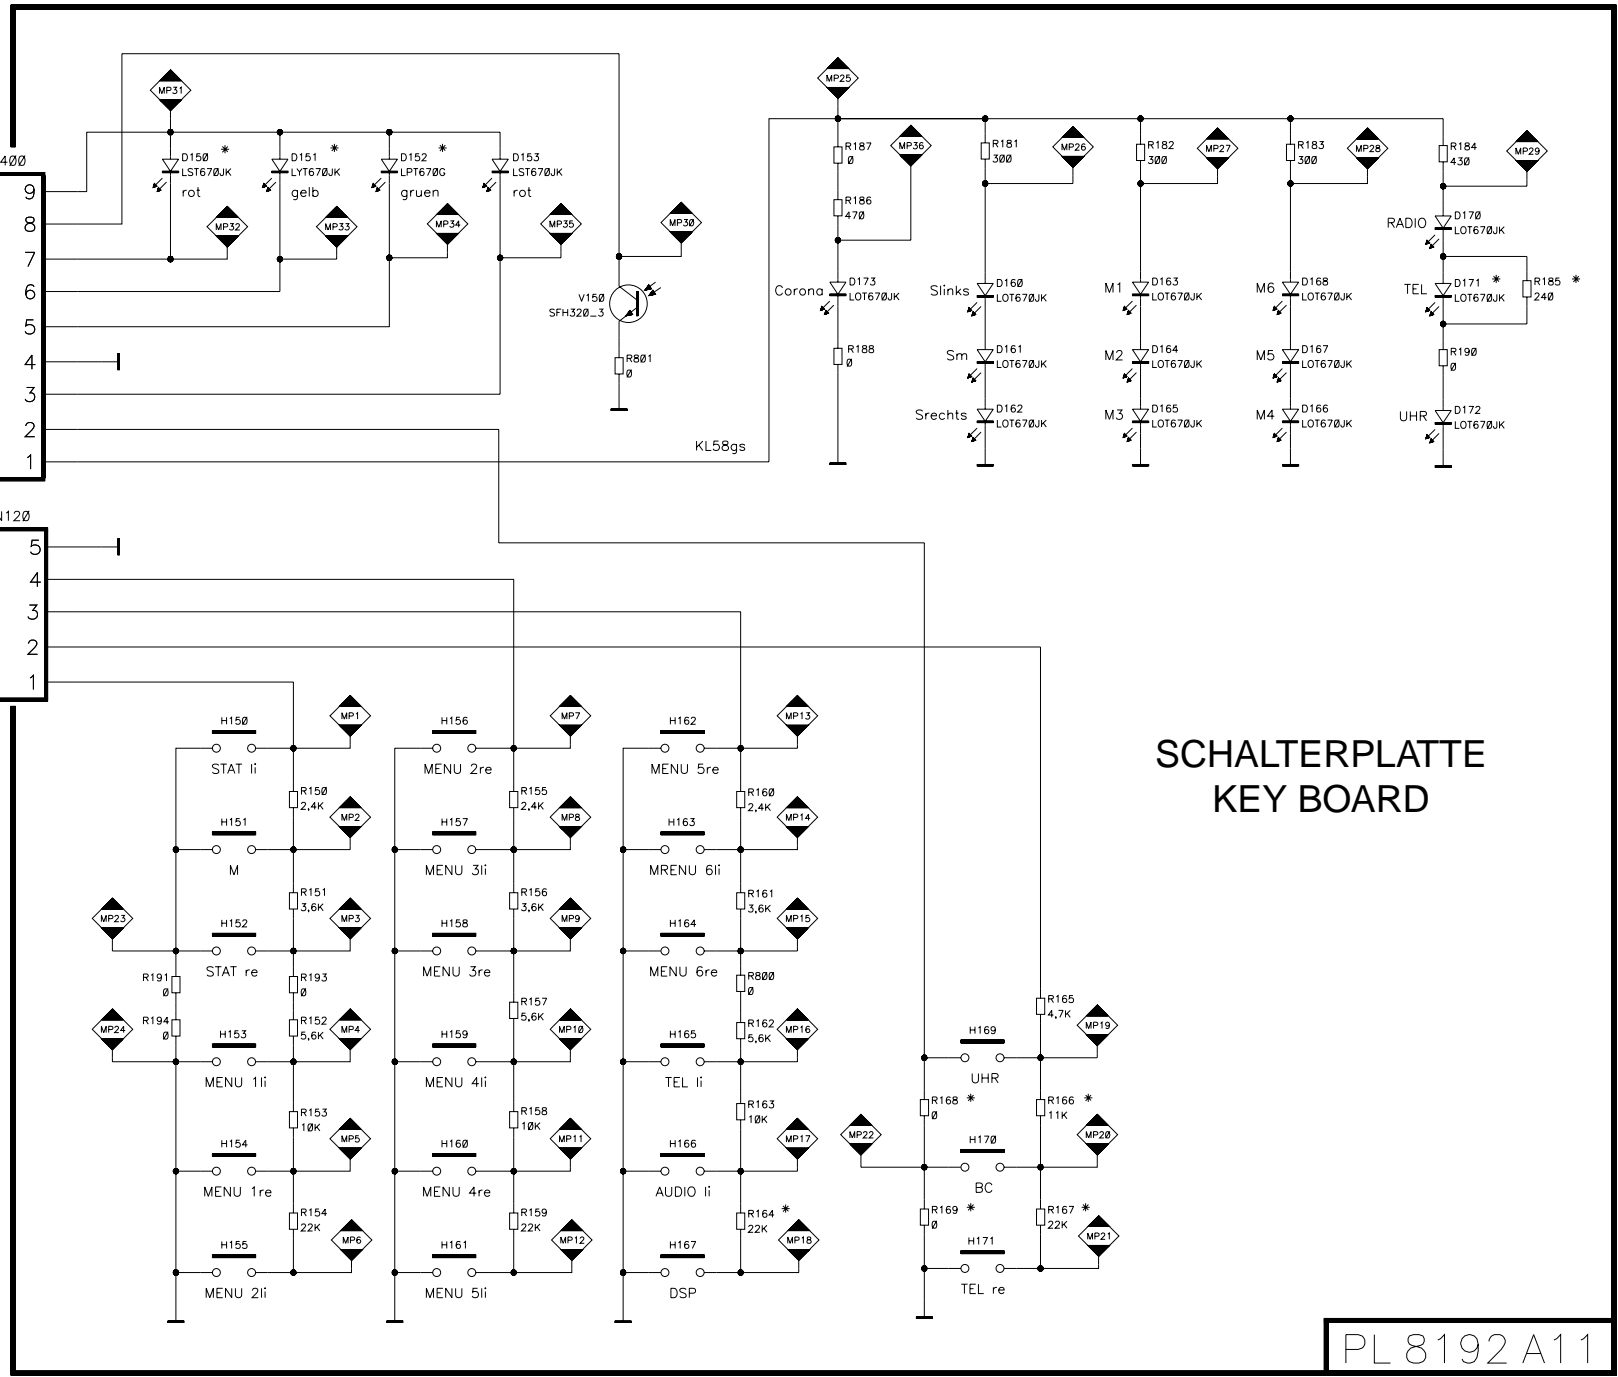 MP31
MP25
400
D150 *
LST670JK
rot
D151 *
LYT670JK
gelb
D152 *
LPT670G
gruen
D153
LST670JK
rot
MP32
MP33
MP34
MP35
MP30
9
8
7
6
5
4
3
2
1
V150
SFH320_3
R801
0
KL58gs
R187
0
R186
470
MP36
Corona
D173
LOT670JK
R188
0
R181
300
MP26
Slinks
D160
LOT670JK
Sm
D161
LOT670JK
Srechts
D162
LOT670JK
R182
300
MP27
M1
D163
LOT670JK
M2
D164
LOT670JK
M3
D165
LOT670JK
R183
300
MP28
M6
D168
LOT670JK
M5
D167
LOT670JK
M4
D166
LOT670JK
R184
430
MP29
RADIO
D170
LOT670JK
TEL
D171 *
LOT670JK
R185 *
240
R190
0
UHR
D172
LOT670JK
N120
5
4
3
2
1
H150
STAT li
MP1
R150
2,4K
H151
M
MP2
R151
3,6K
MP23
H152
STAT re
MP3
R191
0
R193
0
R194
0
R152
5,6K
MP24
H153
MENU 1li
MP4
R153
10K
H154
MENU 1re
MP5
R154
22K
H155
MENU 2li
MP6
H156
MENU 2re
MP7
R155
2,4K
H157
MENU 3li
MP8
R156
3,6K
H158
MENU 3re
MP9
R157
5,6K
H159
MENU 4li
MP10
R158
10K
H160
MENU 4re
MP11
R159
22K
H161
MENU 5li
MP12
H162
MENU 5re
MP13
R160
2,4K
H163
MRENU 6li
MP14
R161
3,6K
H164
MENU 6re
MP15
R800
0
R162
5,6K
H165
TEL li
MP16
R163
10K
H166
AUDIO li
MP17
R164 *
22K
H167
DSP
MP18
R165
4,7K
H169
UHR
MP19
R168 *
0
R166 *
11K
MP22
H170
BC
MP20
R169 *
0
R167 *
22K
H171
TEL re
MP21
SCHALTERPLATTE
KEY BOARD
PL 8192 A11